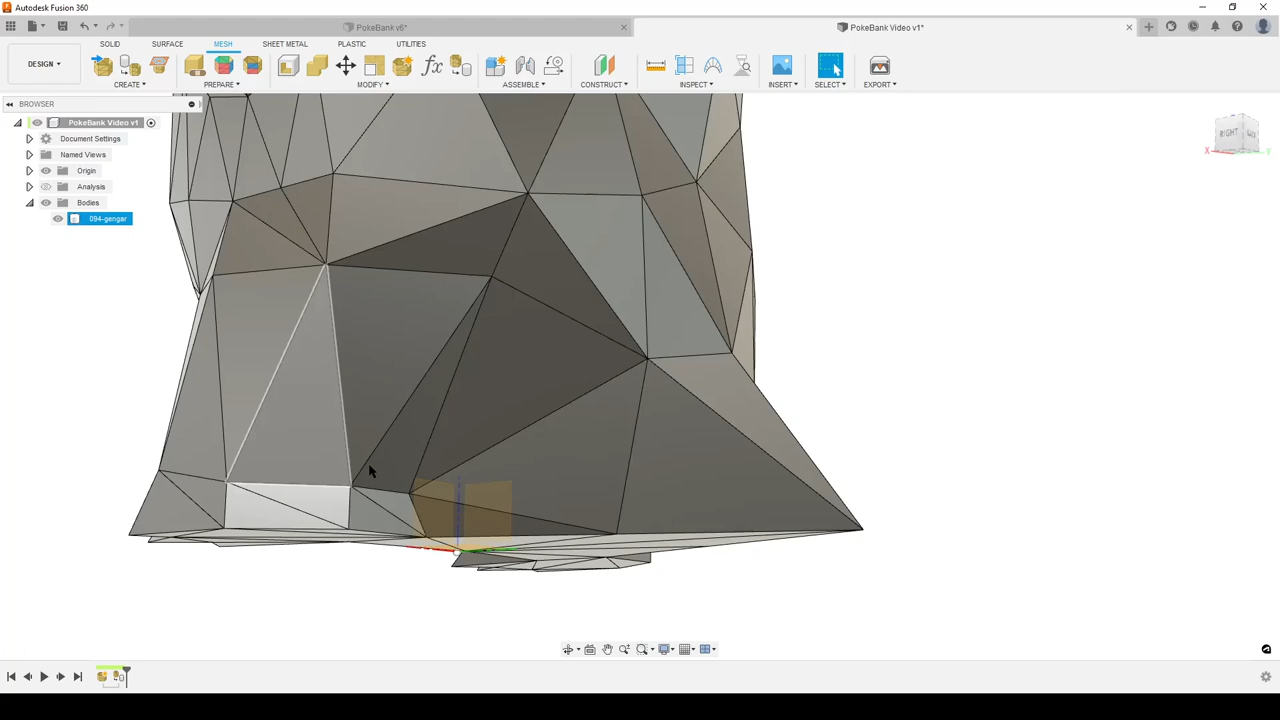 Autodesk Fusion 360
PokeBank v6*
PokeBank Video v1*
SOLID SURFACE MESH SHEET METAL PLASTIC UTILITIES
DESIGN
CREATE PREPARE MODIFY ASSEMBLE CONSTRUCT INSPECT INSERT SELECT EXPORT
BROWSER
PokeBank Video v1
Document Settings
Named Views
Origin
Analysis
Bodies
094-gengar
RIGHT
X
Y